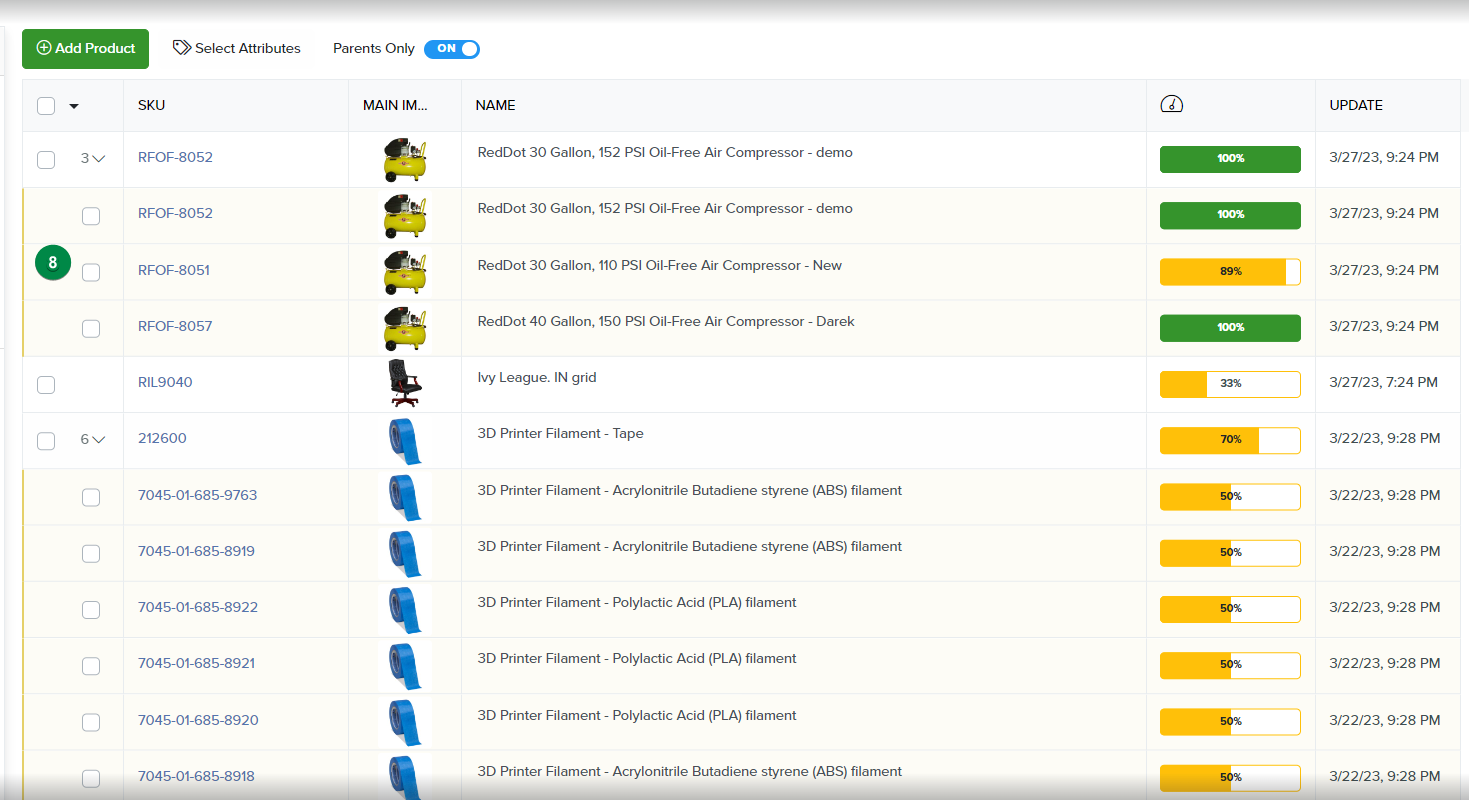 Add Product Select Attributes Parents Only ON
SKU MAIN IM... NAME UPDATE
3 RFOF-8052 RedDot 30 Gallon, 152 PSI Oil-Free Air Compressor - demo 100% 3/27/23, 9:24 PM
RFOF-8052 RedDot 30 Gallon, 152 PSI Oil-Free Air Compressor - demo 100% 3/27/23, 9:24 PM
8 RFOF-8051 RedDot 30 Gallon, 110 PSI Oil-Free Air Compressor - New 89% 3/27/23, 9:24 PM
RFOF-8057 RedDot 40 Gallon, 150 PSI Oil-Free Air Compressor - Darek 100% 3/27/23, 9:24 PM
RIL9040 Ivy League. IN grid 33% 3/27/23, 7:24 PM
6 212600 3D Printer Filament - Tape 70% 3/22/23, 9:28 PM
7045-01-685-9763 3D Printer Filament - Acrylonitrile Butadiene styrene (ABS) filament 50% 3/22/23, 9:28 PM
7045-01-685-8919 3D Printer Filament - Acrylonitrile Butadiene styrene (ABS) filament 50% 3/22/23, 9:28 PM
7045-01-685-8922 3D Printer Filament - Polylactic Acid (PLA) filament 50% 3/22/23, 9:28 PM
7045-01-685-8921 3D Printer Filament - Polylactic Acid (PLA) filament 50% 3/22/23, 9:28 PM
7045-01-685-8920 3D Printer Filament - Polylactic Acid (PLA) filament 50% 3/22/23, 9:28 PM
7045-01-685-8918 3D Printer Filament - Acrylonitrile Butadiene styrene (ABS) filament 50% 3/22/23, 9:28 PM